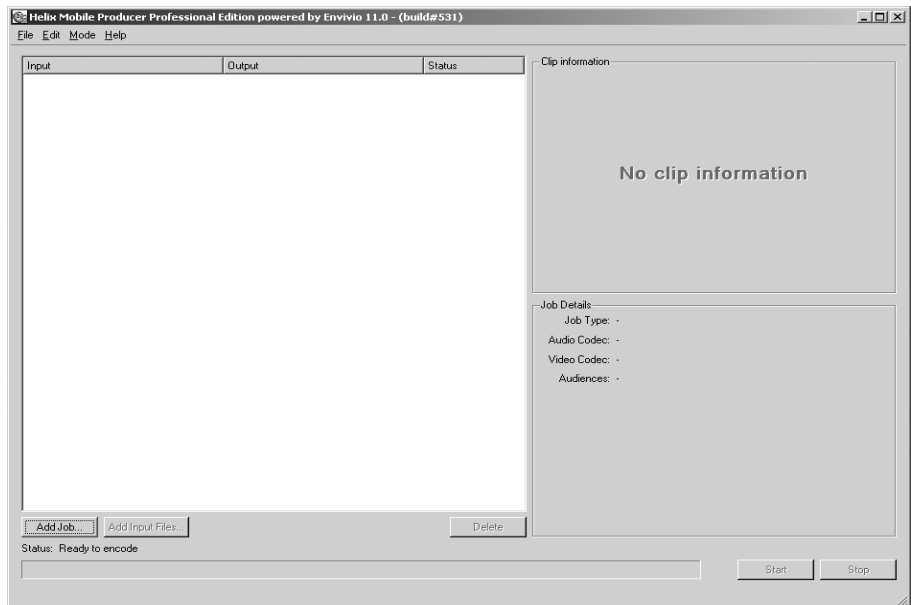 Helix Mobile Producer Professional Edition powered by Envivio 11.0 - (build#531)
File Edit Mode Help
Input Output Status
Clip information
No clip information
Job Details
Job Type: -
Audio Codec: -
Video Codec: -
Audiences: -
Add Job... Add Input Files... Delete
Status: Ready to encode
Start Stop